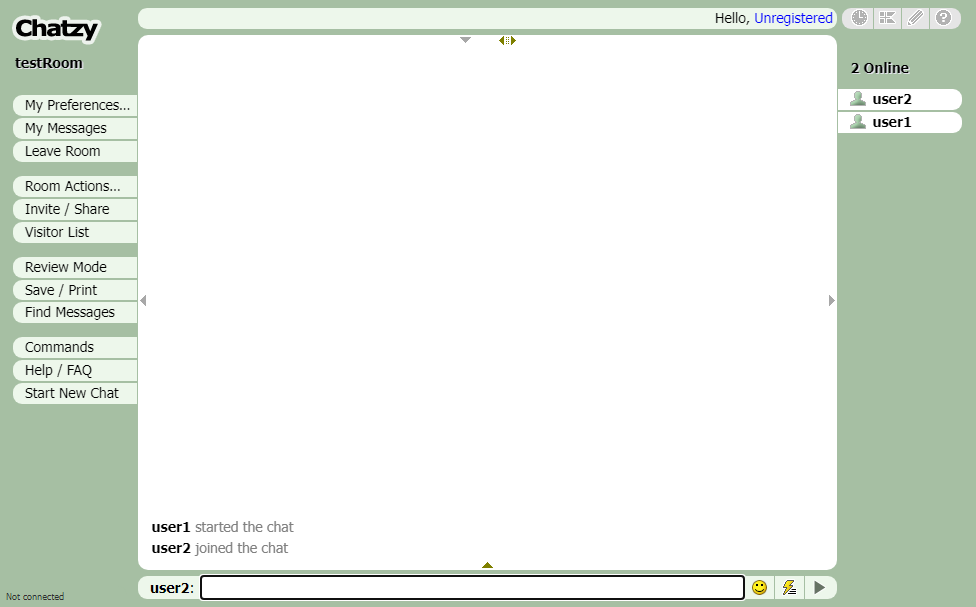 Chatzy
testRoom
My Preferences...
My Messages
Leave Room
Room Actions...
Invite / Share
Visitor List
Review Mode
Save / Print
Find Messages
Commands
Help / FAQ
Start New Chat
Not connected
Hello, Unregistered
user1 started the chat
user2 joined the chat
user2:
?
2 Online
user2
user1